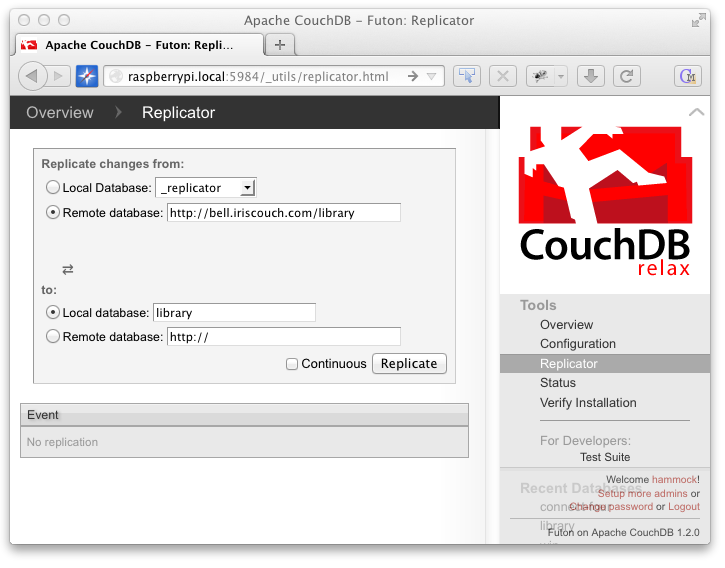 Apache CouchDB – Futon: Replicator
Apache CouchDB – Futon: Repli...
raspberrypi.local:5984/_utils/replicator.html
Overview Replicator
Replicate changes from:
Local Database: _replicator
Remote database: http://bell.iriscouch.com/library
to:
Local database: library
Remote database: http://
Continuous Replicate
Event
No replication
CouchDB
relax
Tools
Overview
Configuration
Replicator
Status
Verify Installation
For Developers:
Test Suite
Recent Databases
Welcome hammock!
Setup more admins or
Change password or Logout
connect-four
library
Futon on Apache CouchDB 1.2.0